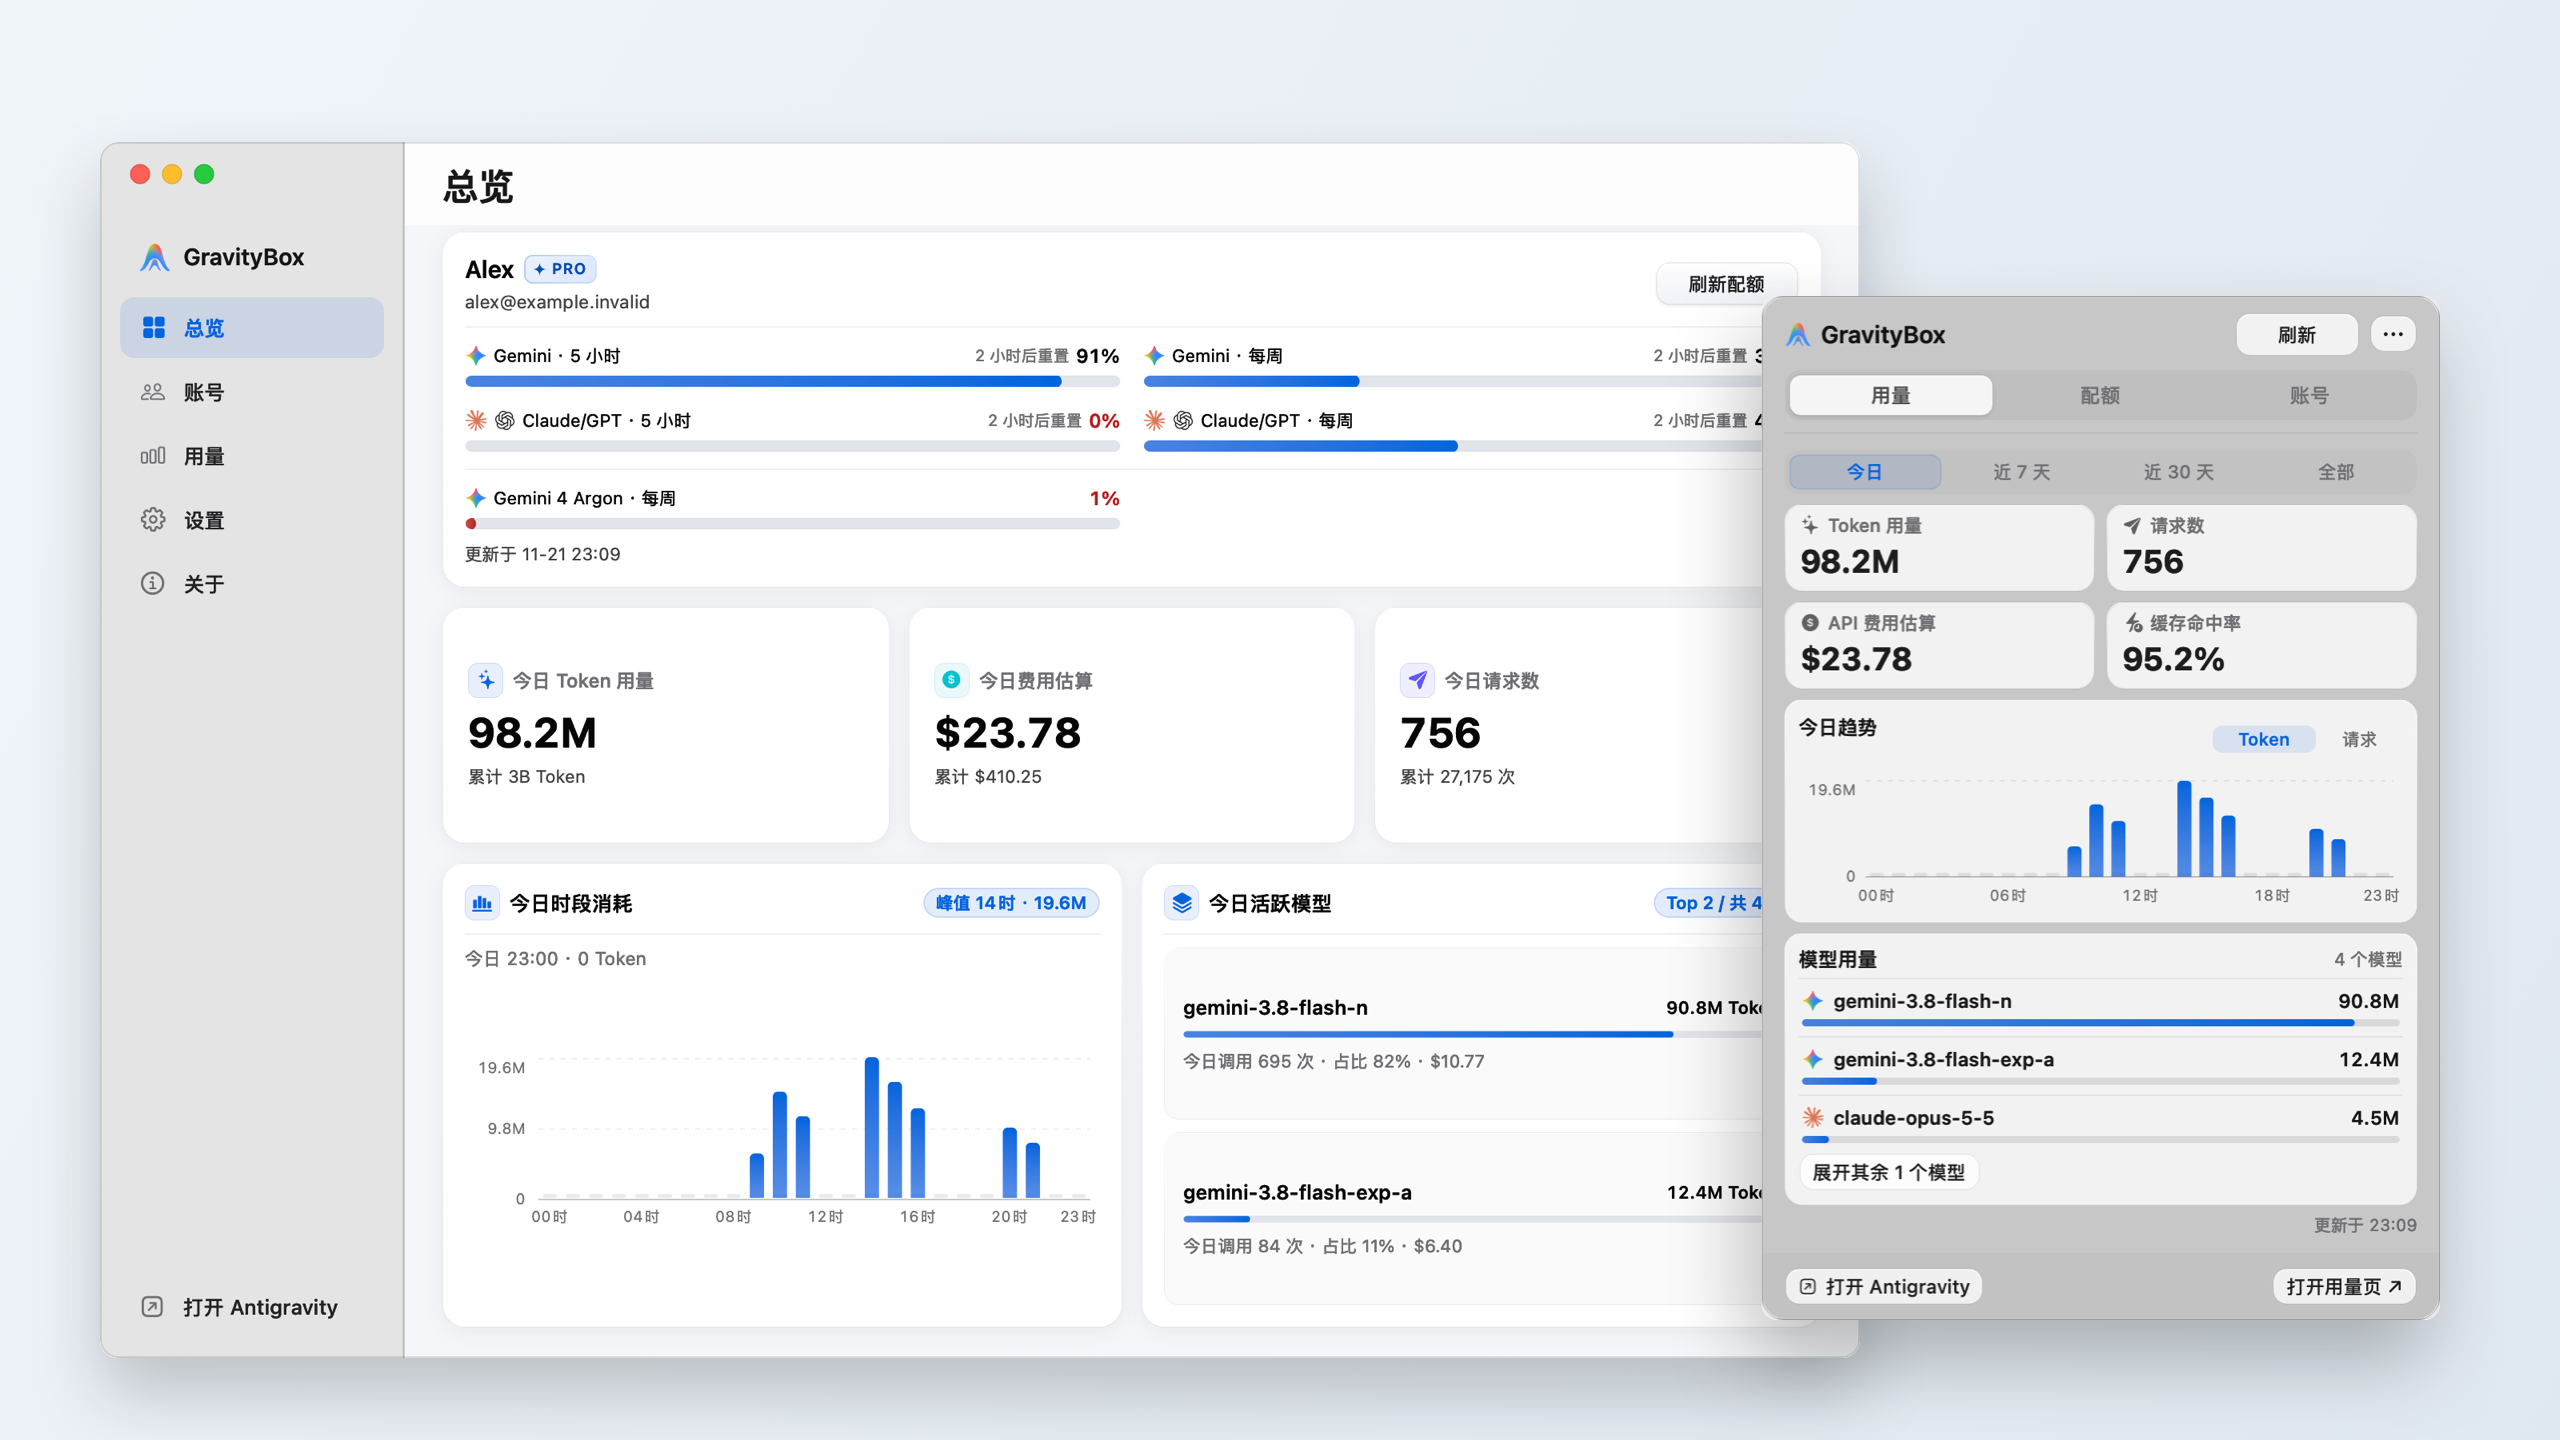 总览
GravityBox
总览
账号
用量
设置
关于
打开 Antigravity
Alex
PRO
alex@example.invalid
刷新配额
Gemini · 5 小时
2 小时后重置 91%
Gemini · 每周
2 小时后重置
Claude/GPT · 5 小时
2 小时后重置 0%
Claude/GPT · 每周
2 小时后重置
Gemini 4 Argon · 每周
1%
更新于 11-21 23:09
今日 Token 用量
98.2M
累计 3B Token
今日费用估算
$23.78
累计 $410.25
今日请求数
756
累计 27,175 次
今日时段消耗
峰值 14时 · 19.6M
今日 23:00 · 0 Token
19.6M
9.8M
0
00时
04时
08时
12时
16时
20时
23时
今日活跃模型
Top 2 / 共 4
gemini-3.8-flash-n
90.8M
今日调用 695 次 · 占比 82% · $10.77
gemini-3.8-flash-exp-a
12.4M
今日调用 84 次 · 占比 11% · $6.40
GravityBox
刷新
···
用量
配额
账号
今日
近 7 天
近 30 天
全部
Token 用量
98.2M
请求数
756
API 费用估算
$23.78
缓存命中率
95.2%
今日趋势
Token
请求
19.6M
0
00时
06时
12时
18时
23时
模型用量
4 个模型
gemini-3.8-flash-n
90.8M
gemini-3.8-flash-exp-a
12.4M
claude-opus-5-5
4.5M
展开其余 1 个模型
更新于 23:09
打开 Antigravity
打开用量页